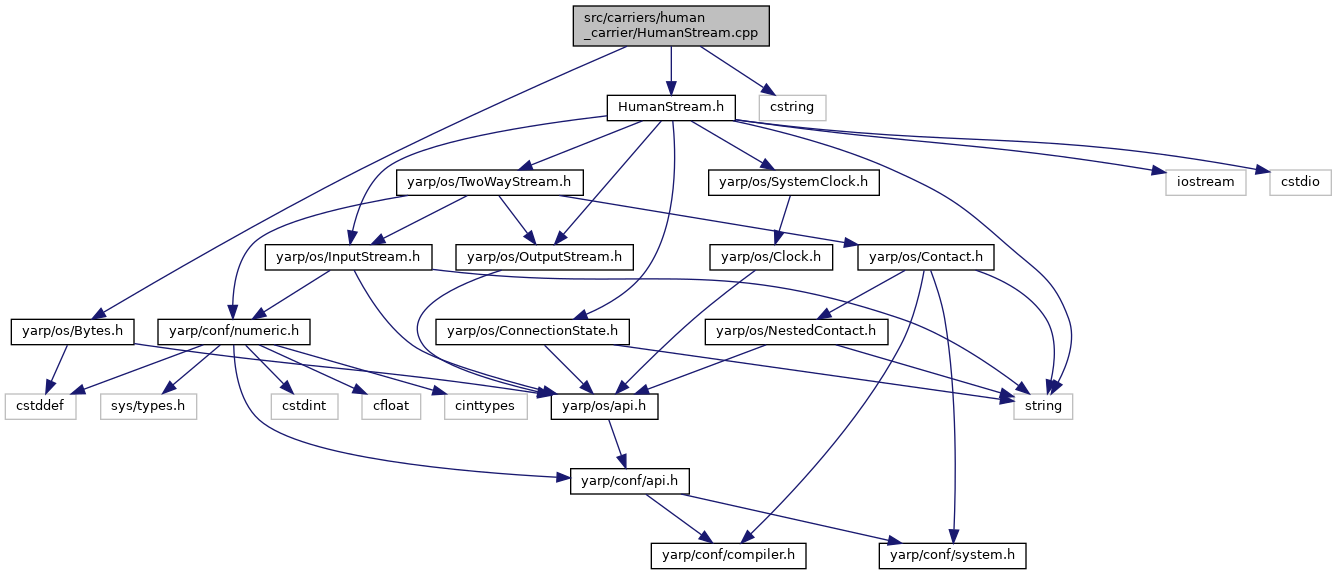 src/carriers/human
_carrier/HumanStream.cpp
HumanStream.h
cstring
yarp/os/TwoWayStream.h
yarp/os/SystemClock.h
iostream
cstdio
yarp/os/InputStream.h
yarp/os/OutputStream.h
yarp/os/Clock.h
yarp/os/Contact.h
yarp/os/Bytes.h
yarp/conf/numeric.h
yarp/os/ConnectionState.h
yarp/os/NestedContact.h
cstddef
sys/types.h
cstdint
cfloat
cinttypes
yarp/os/api.h
string
yarp/conf/api.h
yarp/conf/compiler.h
yarp/conf/system.h